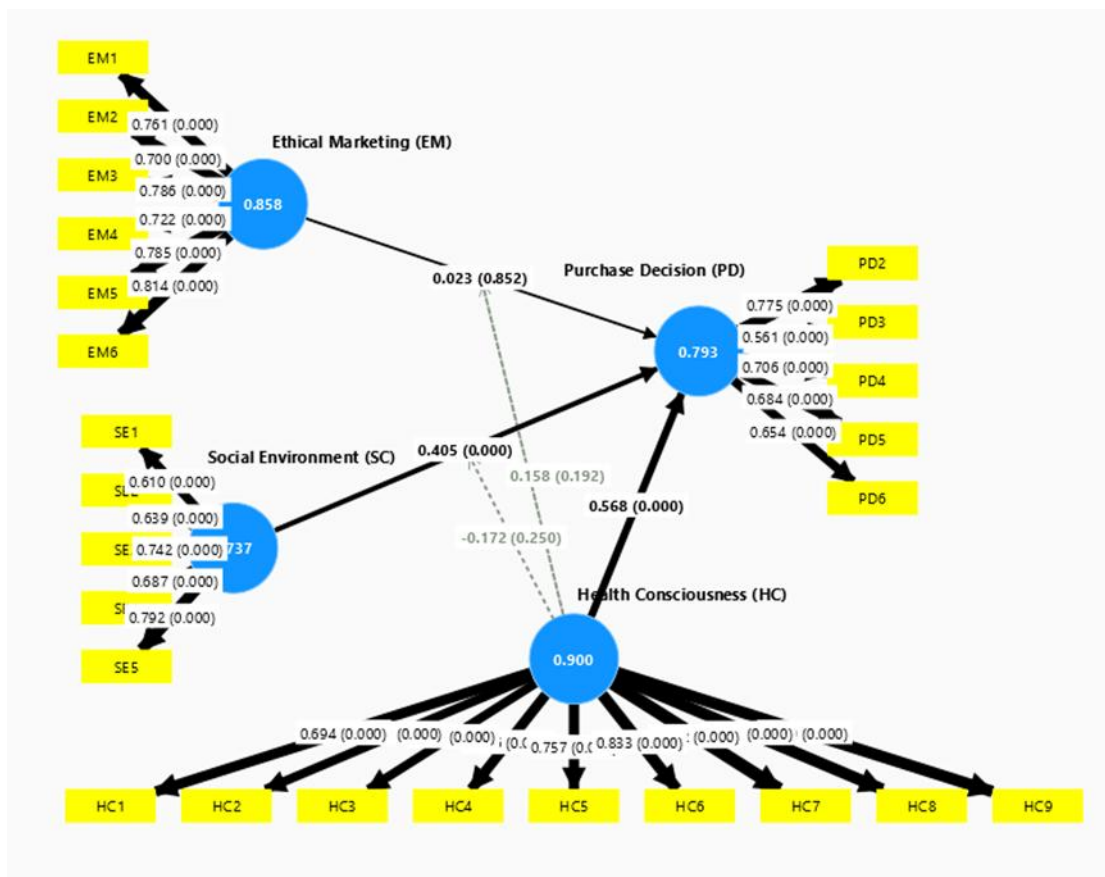 EM1
EM2
EM3
EM4
EM5
EM6
0.761 (0.000)
0.700 (0.000)
0.786 (0.000)
0.722 (0.000)
0.785 (0.000)
0.814 (0.000)
Ethical Marketing (EM)
0.858
0.023 (0.852)
Purchase Decision (PD)
0.793
PD2
PD3
PD4
PD5
PD6
0.775 (0.000)
0.561 (0.000)
0.706 (0.000)
0.684 (0.000)
0.654 (0.000)
SE1
SE5
0.610 (0.000)
0.639 (0.000)
0.742 (0.000)
0.687 (0.000)
0.792 (0.000)
Social Environment (SC)
0.405 (0.000)
0.158 (0.192)
-0.172 (0.250)
0.568 (0.000)
Health Consciousness (HC)
0.900
0.694 (0.000)
(0.000)
(0.000)
0.757
0.833 (0.000)
(0.000)
(0.000)
(0.000)
HC1
HC2
HC3
HC4
HC5
HC6
HC7
HC8
HC9